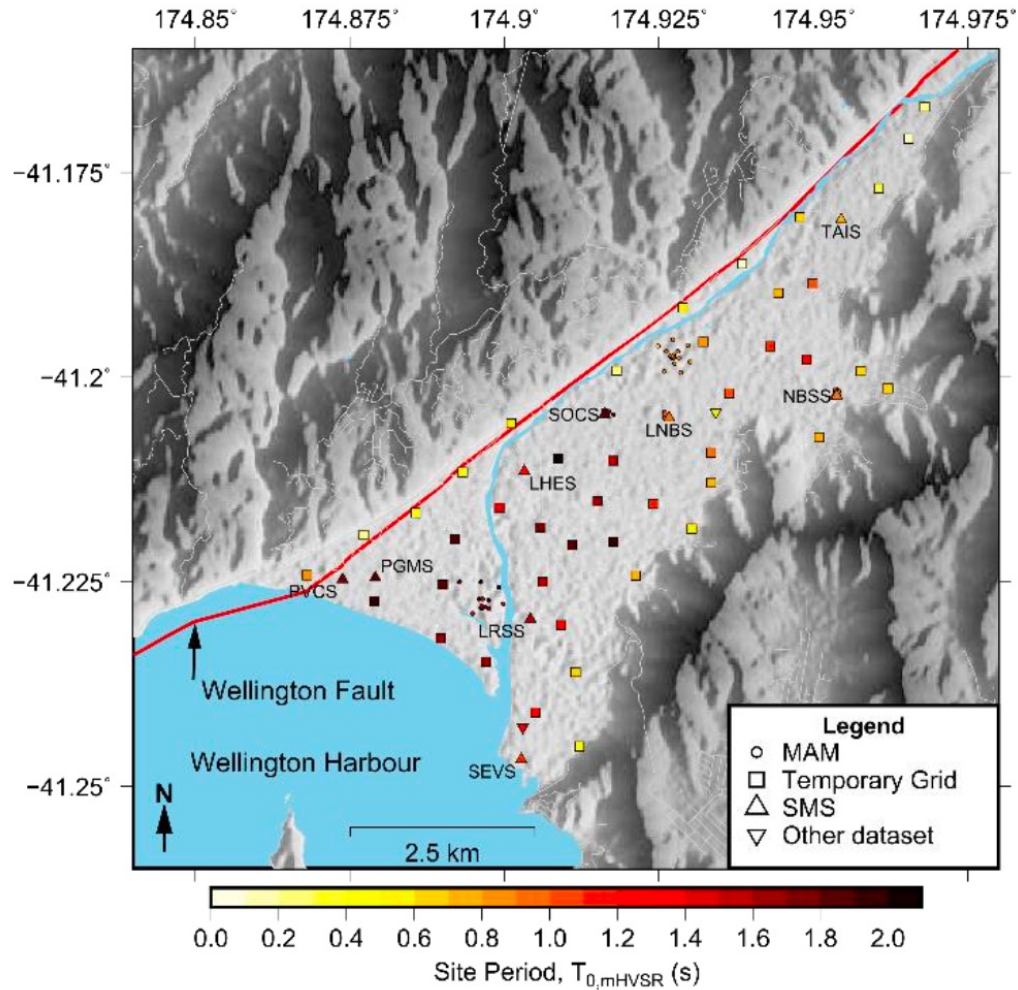 174.85˚ 174.875˚ 174.9˚ 174.925˚ 174.95˚ 174.975˚
−41.175˚
TAIS
−41.2˚
NBSS
SOCS
LNBS
LHES
−41.225˚
PGMS
PVCS
LRSS
Wellington Fault
Wellington Harbour
SEVS
−41.25˚
N
2.5 km
Legend
MAM
Temporary Grid
SMS
Other dataset
0.0 0.2 0.4 0.6 0.8 1.0 1.2 1.4 1.6 1.8 2.0
Site Period, T0,mHVSR (s)